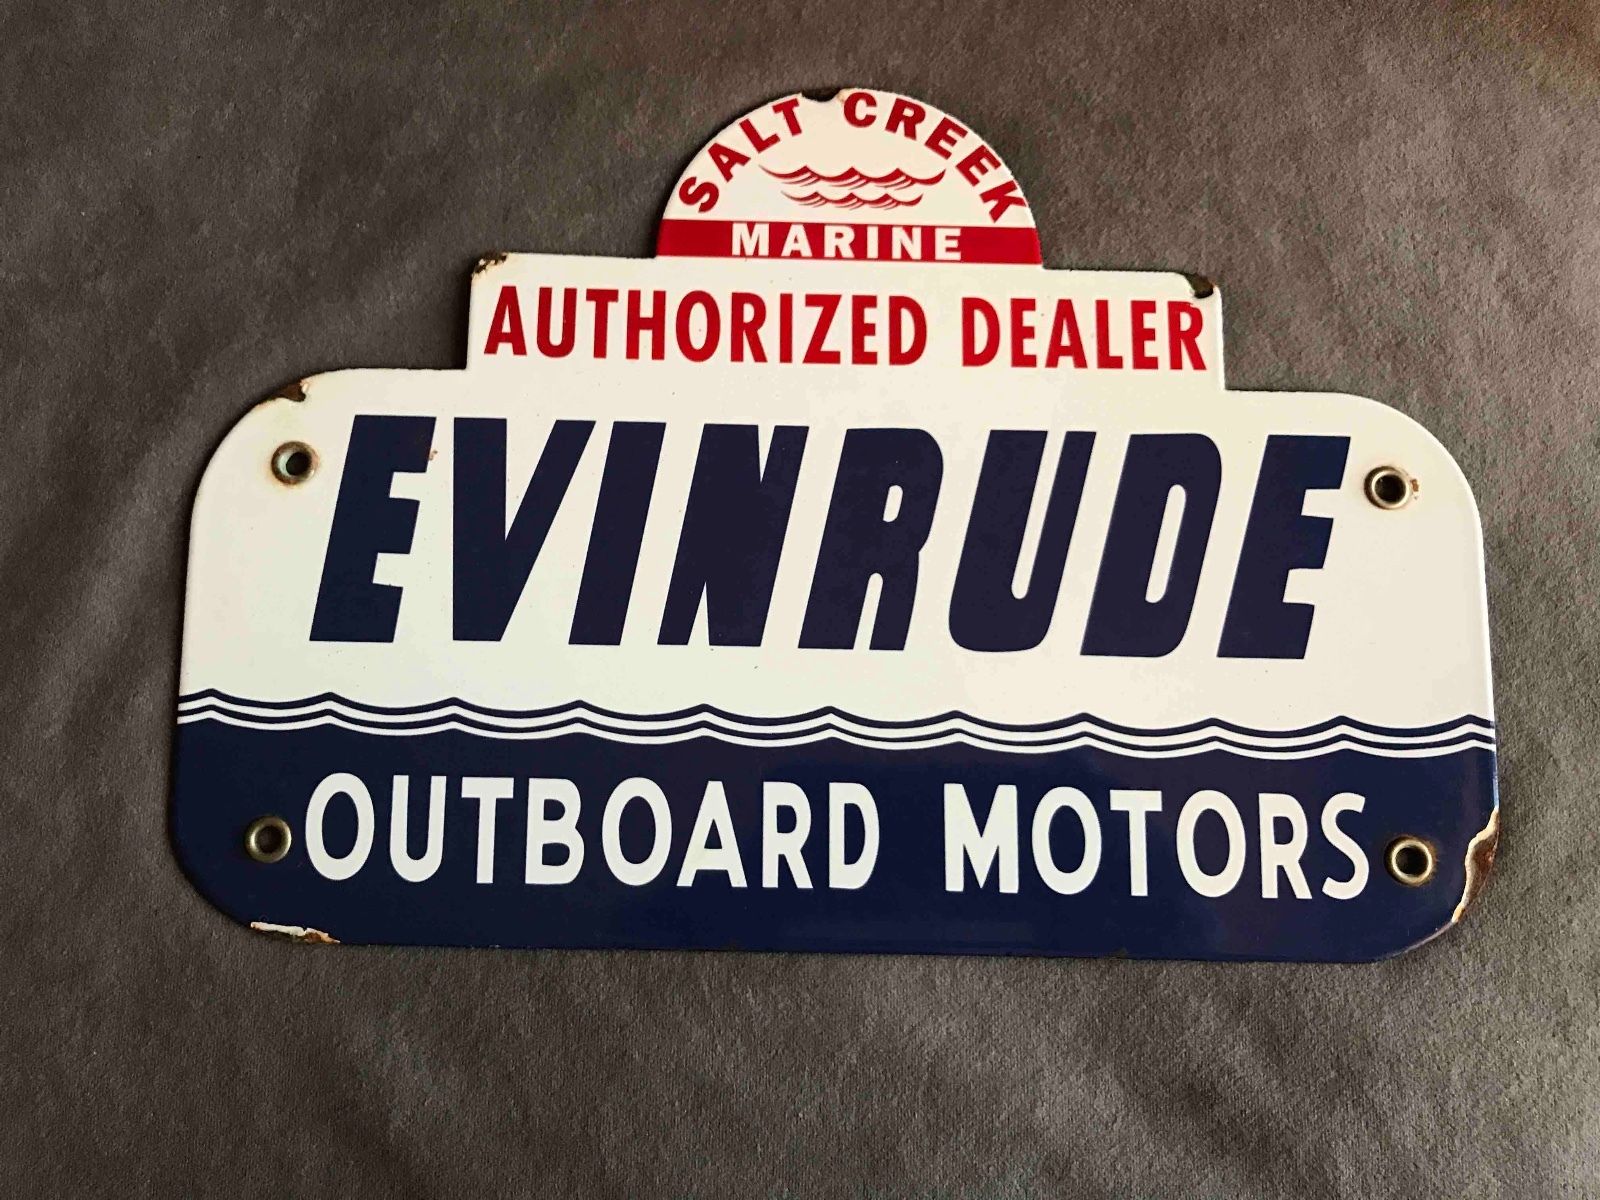 SALT CREEK
MARINE
AUTHORIZED DEALER
EVINRUDE
OUTBOARD MOTORS